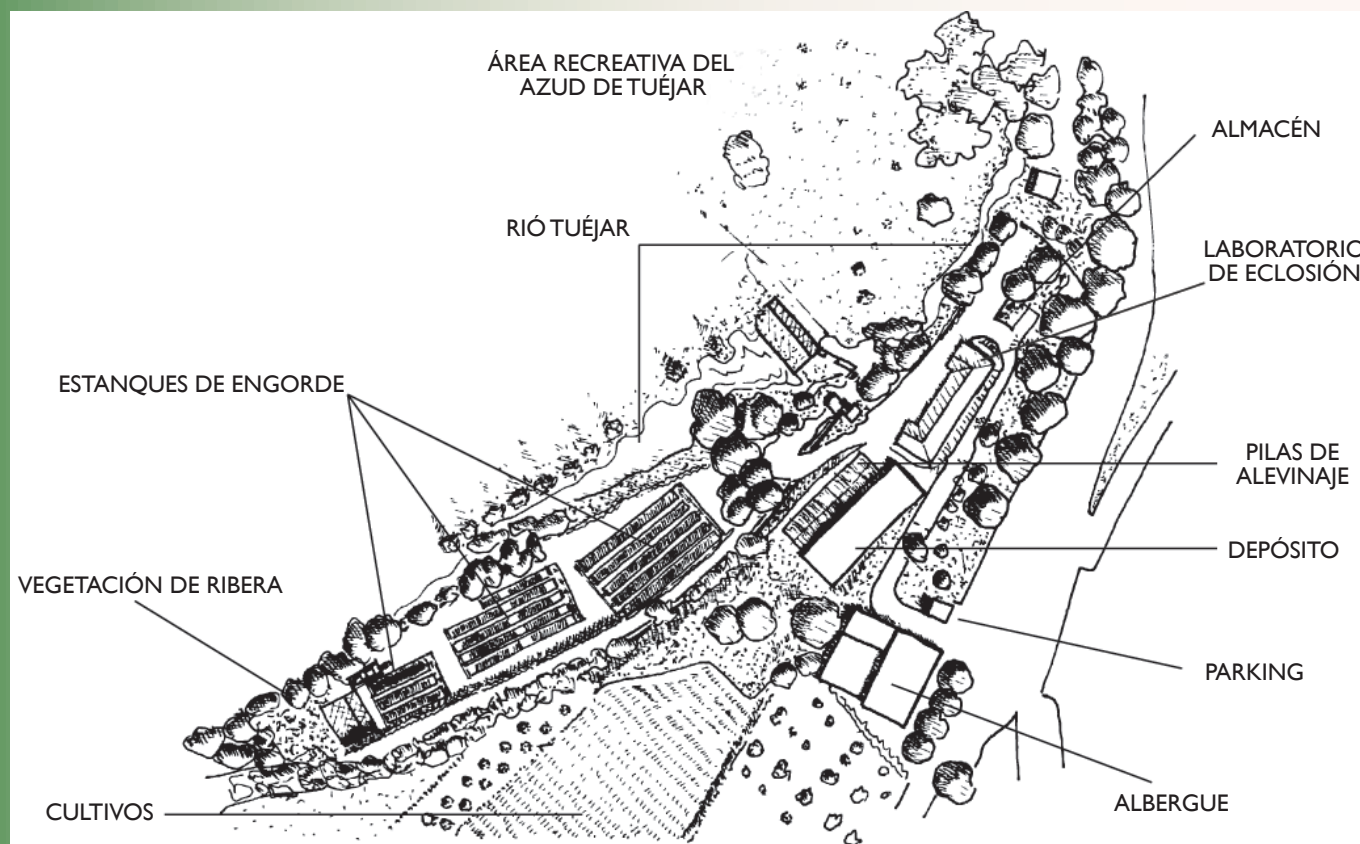 ÁREA RECREATIVA DEL
AZUD DE TUÉJAR
ALMACÉN
RIÓ TUÉJAR
LABORATORIO
DE ECLOSIÓN
ESTANQUES DE ENGORDE
PILAS DE
ALEVINAJE
DEPÓSITO
VEGETACIÓN DE RIBERA
PARKING
ALBERGUE
CULTIVOS